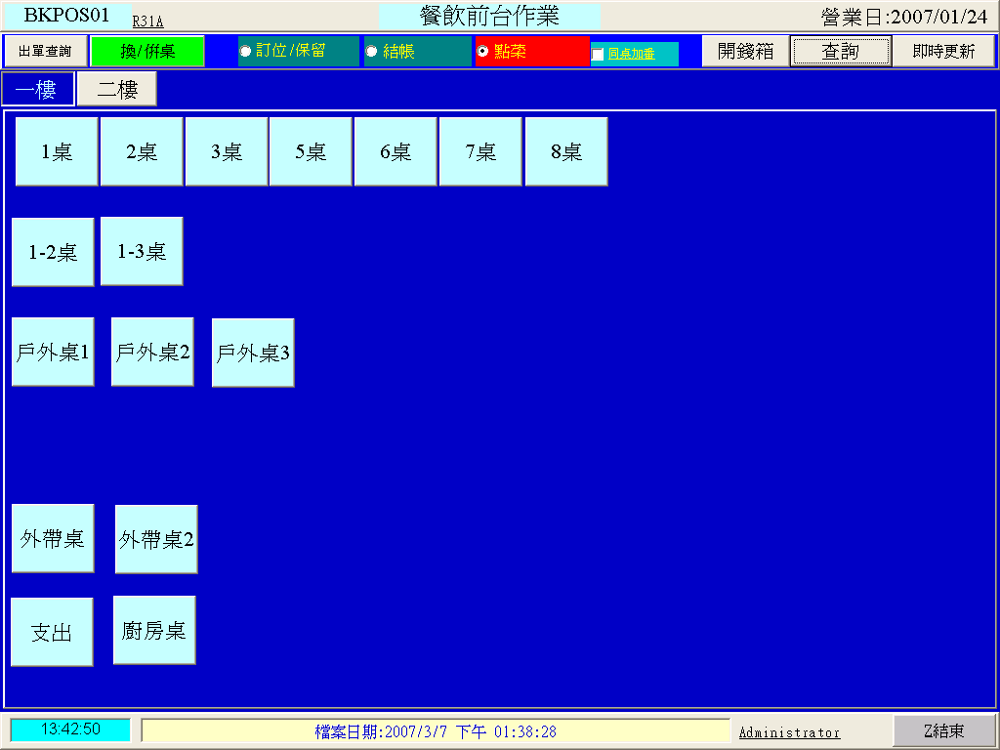 BKPOS01 R31A 餐飲前台作業 營業日:2007/01/24
出單查詢 換/併桌 訂位/保留 結帳 點菜 同桌加番 開錢箱 查詢 即時更新
一樓 二樓
1桌 2桌 3桌 5桌 6桌 7桌 8桌
1-2桌 1-3桌
戶外桌1 戶外桌2 戶外桌3
外帶桌 外帶桌2
支出 廚房桌
13:42:50 檔案日期:2007/3/7 下午 01:38:28 Administrator Z結束